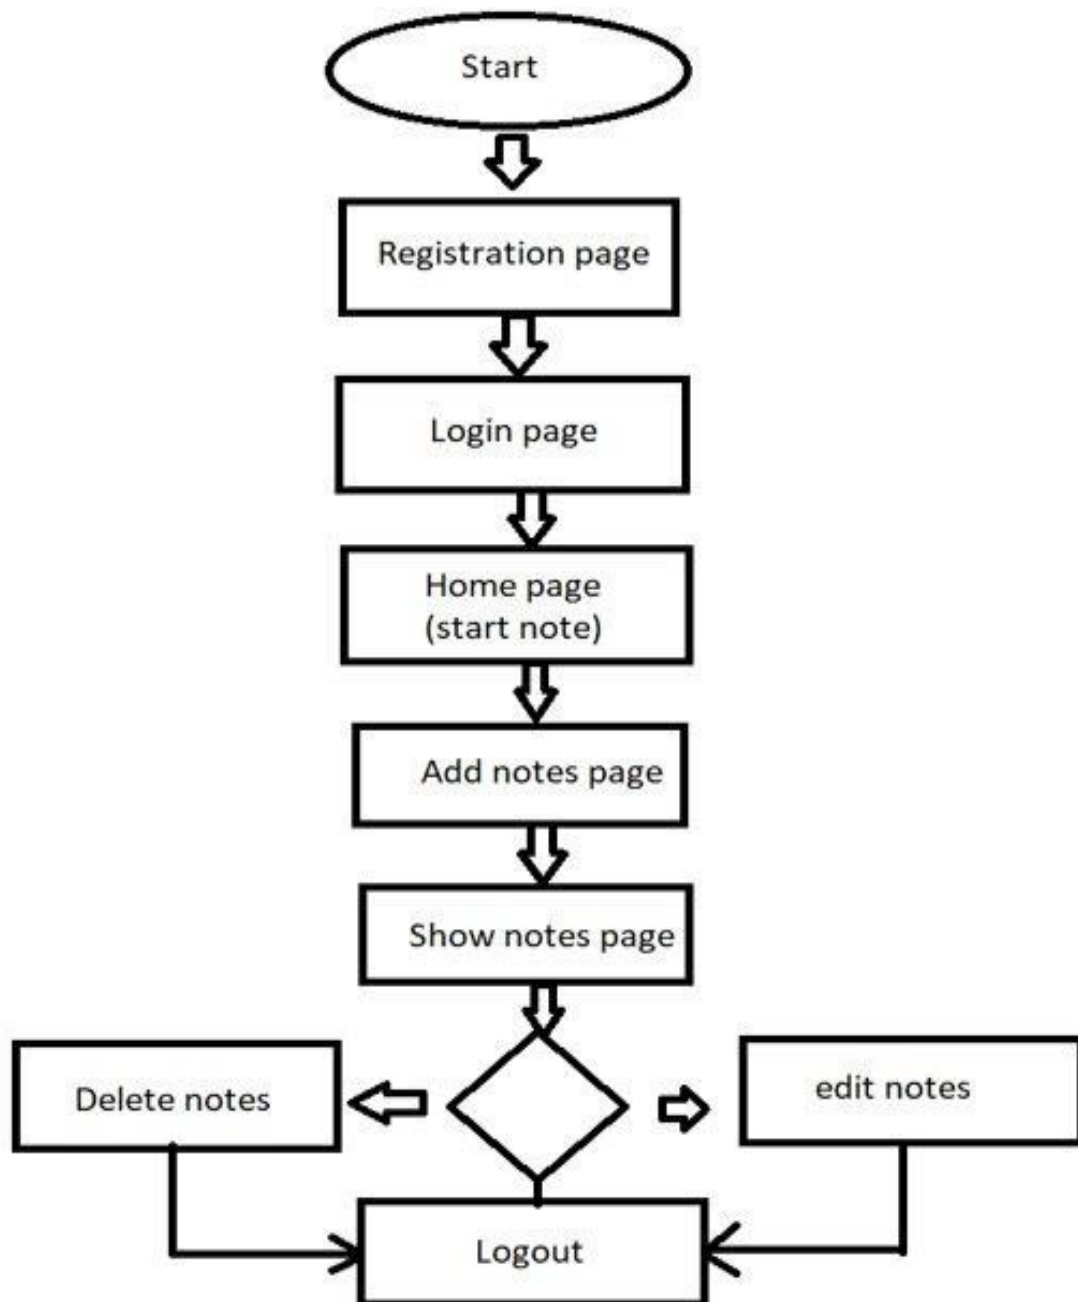 Start
Registration page
Login page
Home page
(start note)
Add notes page
Show notes page
Delete notes
edit notes
Logout